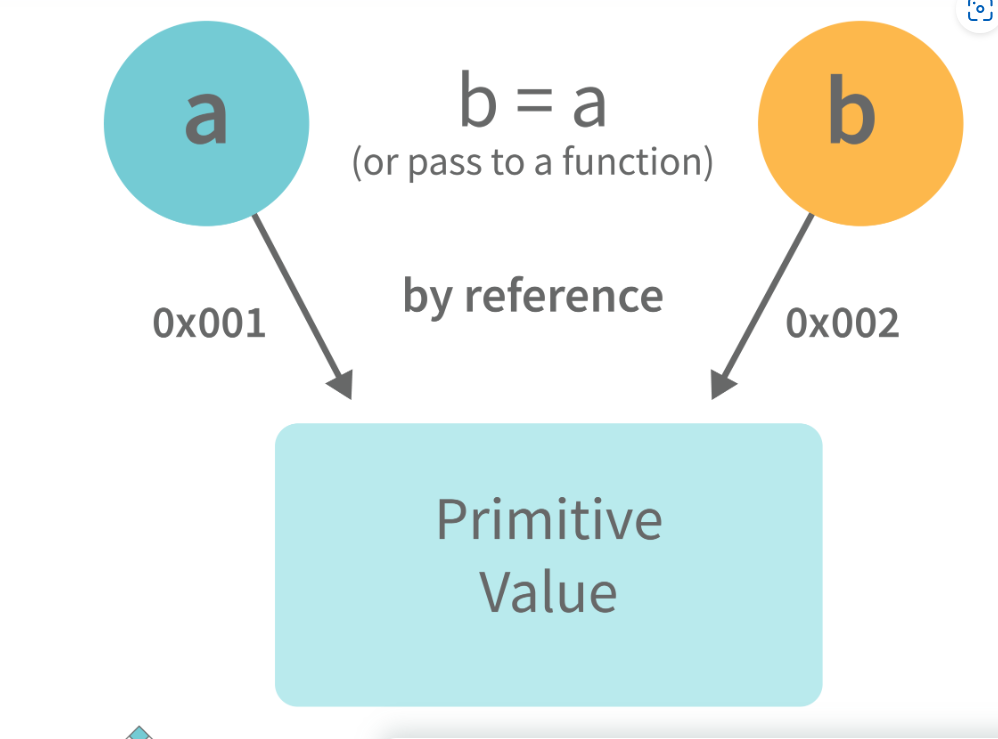 a
b = a
b
(or pass to a function)
by reference
0x001
0x002
Primitive
Value